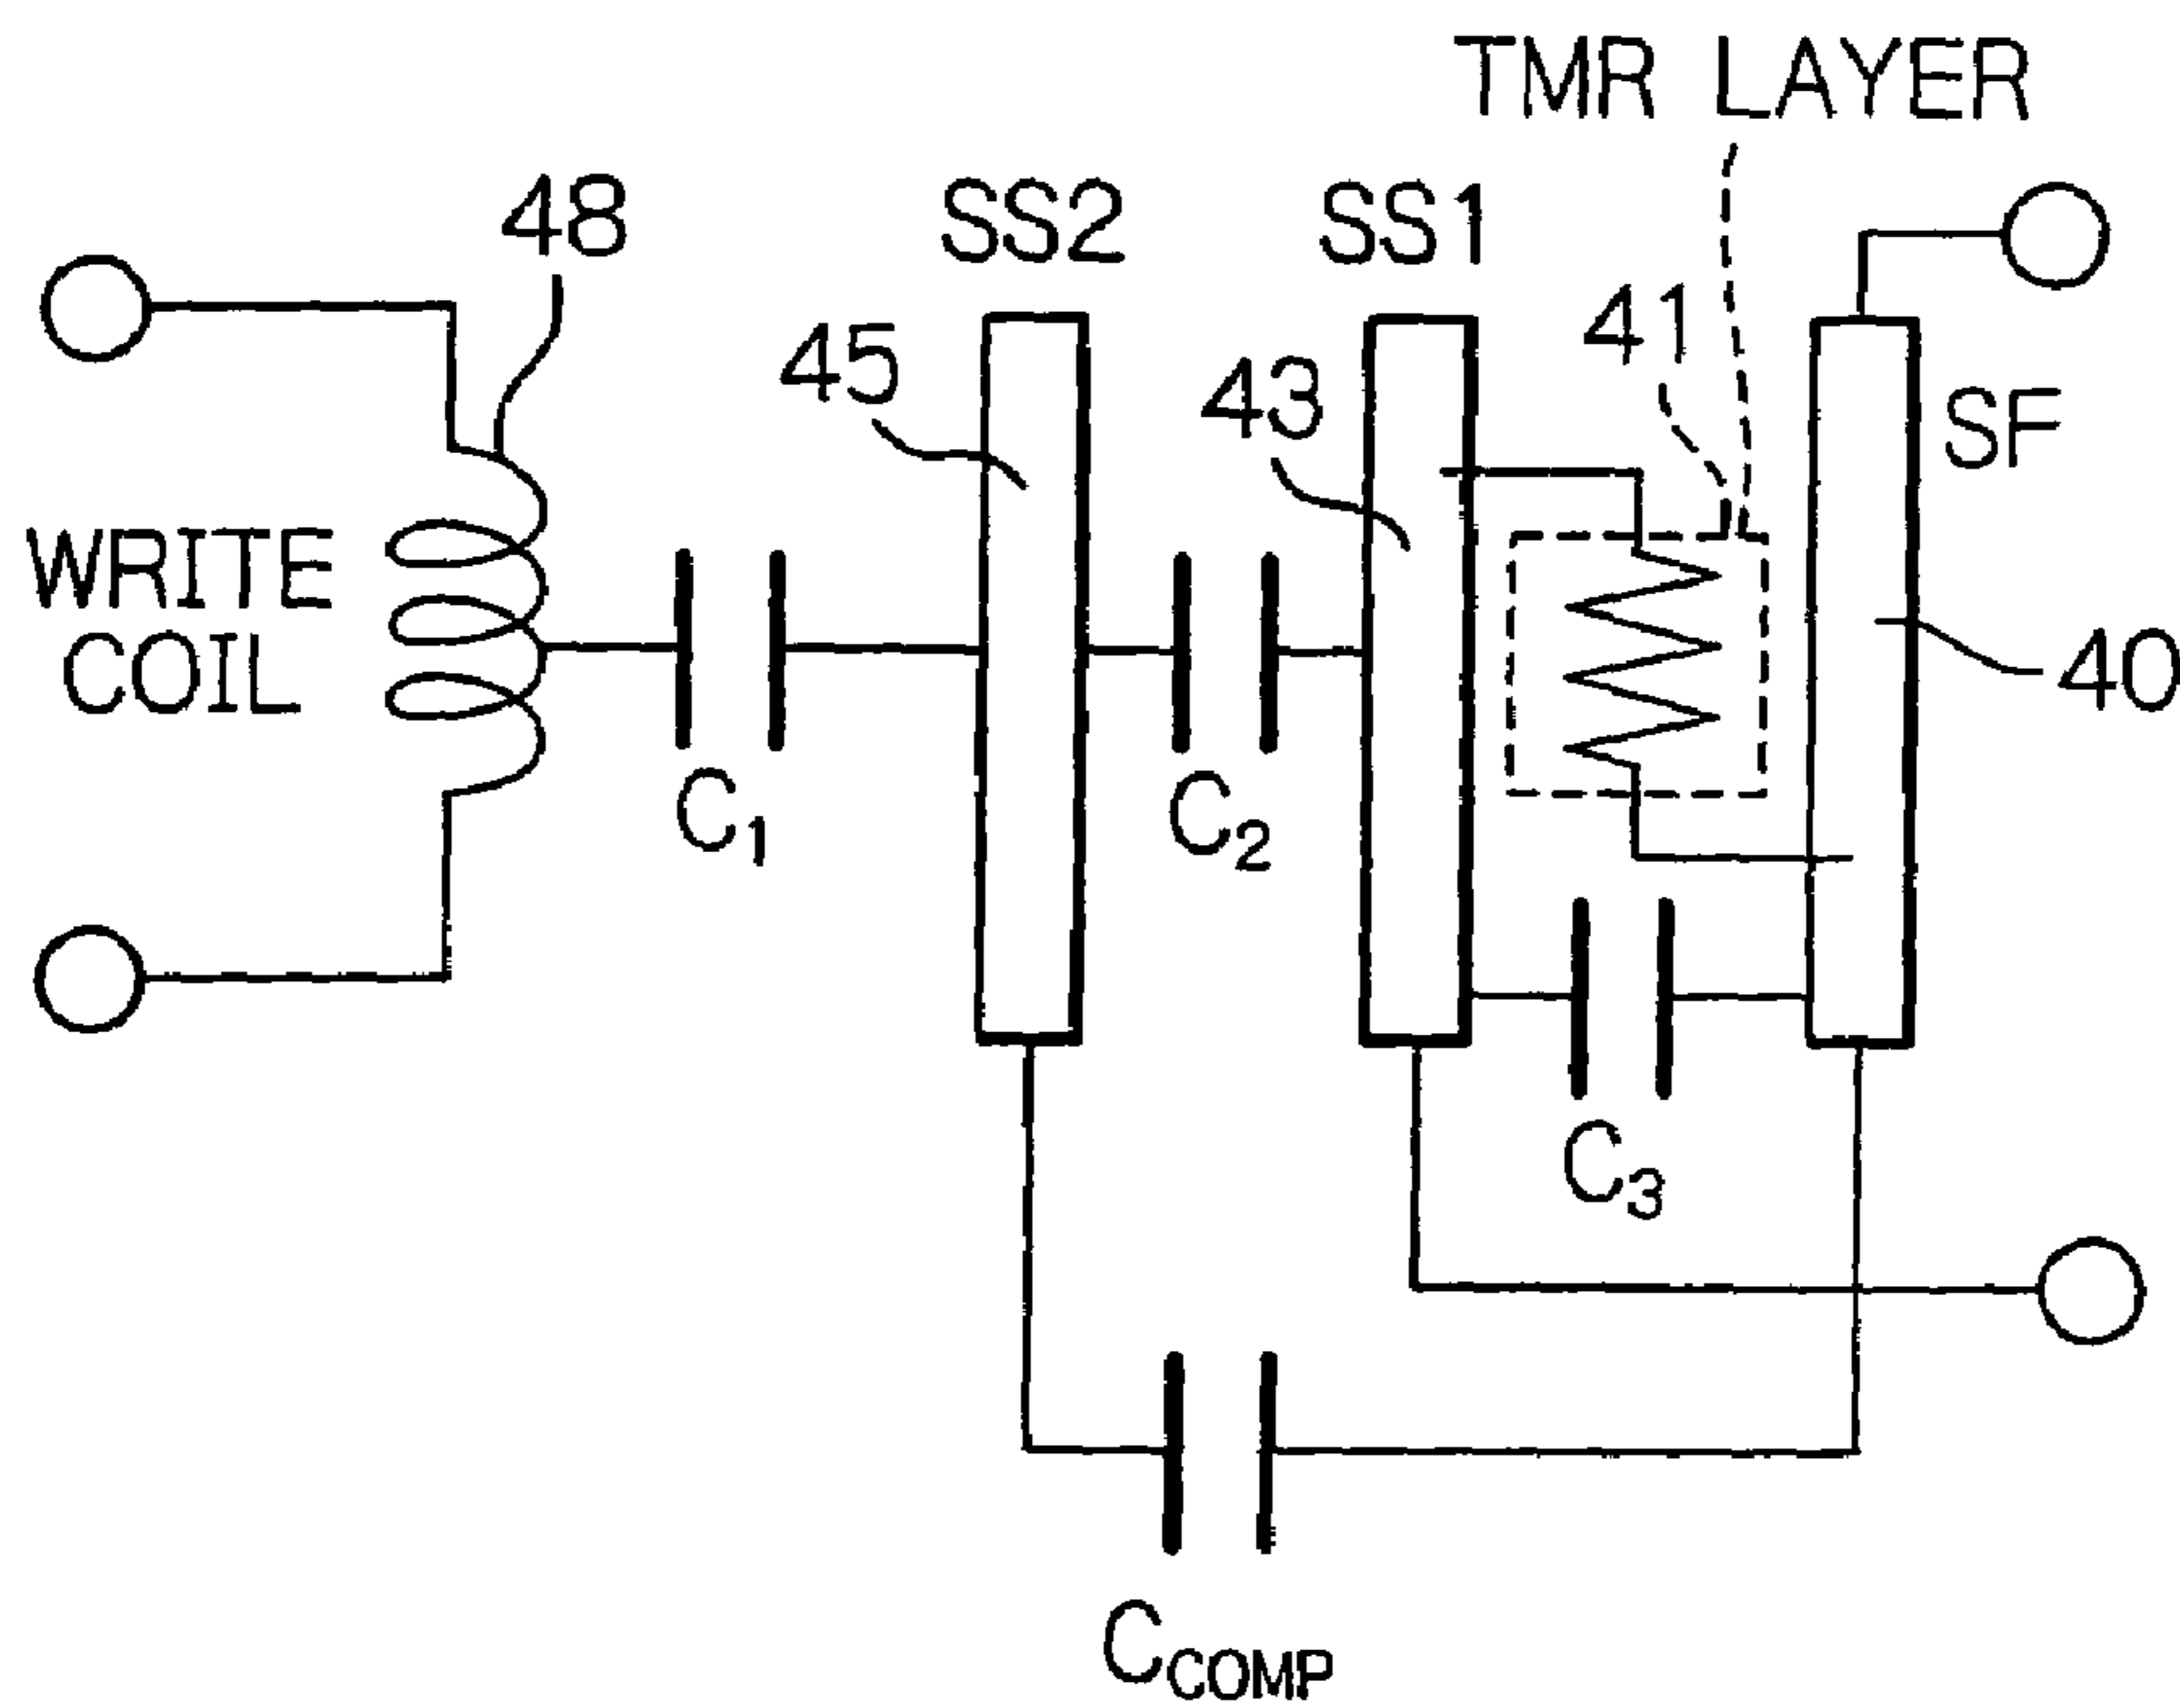 TMR LAYER
48
SS2
SS1
41
45
43
SF
WRITE
COIL
40
C1
C2
C3
CCOMP